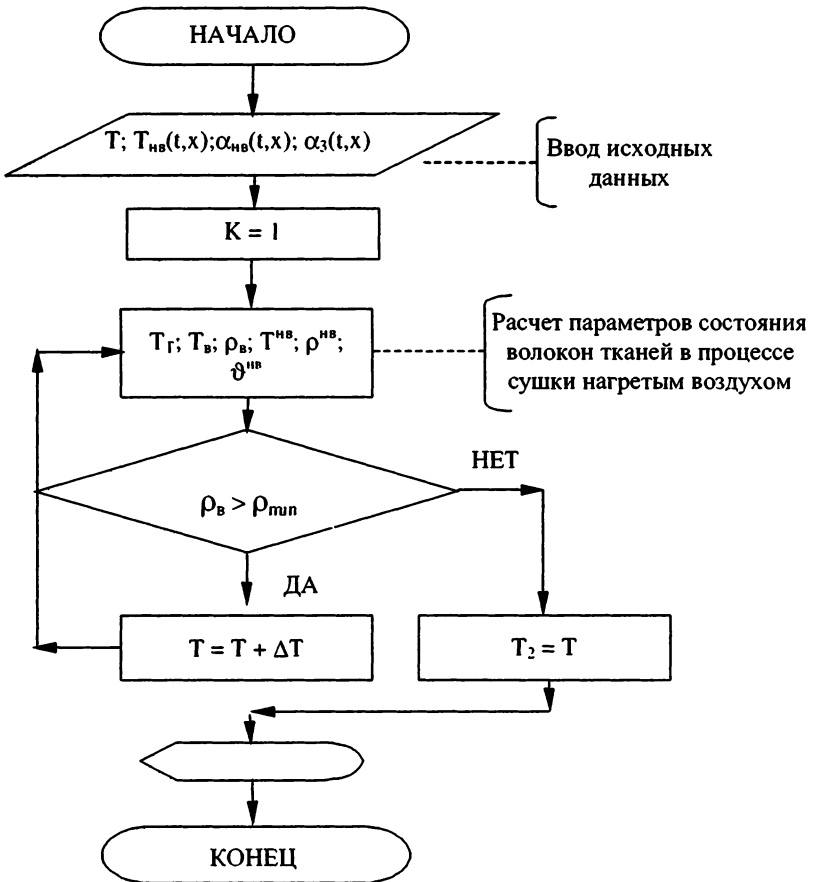 НАЧАЛО
T; Tнв(t,x);αнв(t,x); α3(t,x)
Ввод исходных
данных
K = 1
TГ; Tв; ρв; Tнв; ρнв;
ϑнв
Расчет параметров состояния
волокон тканей в процессе
сушки нагретым воздухом
НЕТ
ρв > ρmin
ДА
T = T + ΔT
T2 = T
КОНЕЦ